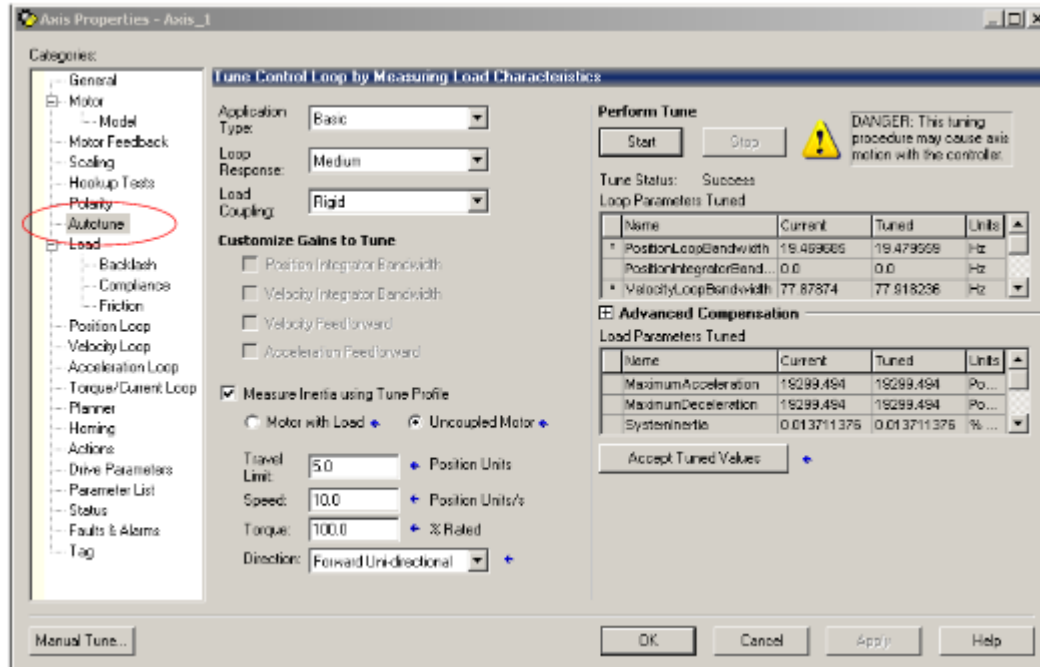 Axis Properties - Axis_1
Categories:
General
Motor
Model
Motor Feedback
Scaling
Hookup Tests
Polarity
Autotune
Load
Backlash
Compliance
Friction
Position Loop
Velocity Loop
Acceleration Loop
Torque/Current Loop
Planner
Homing
Actions
Drive Parameters
Parameter List
Status
Faults & Alarms
Tag
Tune Control Loop by Measuring Load Characteristics
Application Type: Basic
Loop Response: Medium
Load Coupling: Rigid
Customize Gains to Tune
Position Integrator Bandwidth
Velocity Integrator Bandwidth
Velocity Feedforward
Acceleration Feedforward
Measure Inertia using Tune Profile
Motor with Load Uncoupled Motor
Travel Limit: 5.0 Position Units
Speed: 10.0 Position Units/s
Torque: 100.0 % Rated
Direction: Forward Uni-directional
Perform Tune
Start Stop
DANGER: This tuning
procedure may cause axis
motion with the controller.
Tune Status: Success
Loop Parameters Tuned
Name Current Tuned Units
* PositionLoopBandwidth 19.469685 19.479559 Hz
PositionIntegratorBand... 0.0 0.0 Hz
* VelocityLoopBandwidth 77.87874 77.918236 Hz
Advanced Compensation
Load Parameters Tuned
Name Current Tuned Units
MaximumAcceleration 19299.494 19299.494 Po...
MaximumDeceleration 19299.494 19299.494 Po...
SystemInertia 0.013711376 0.013711376 % ...
Accept Tuned Values
Manual Tune...
OK Cancel Apply Help